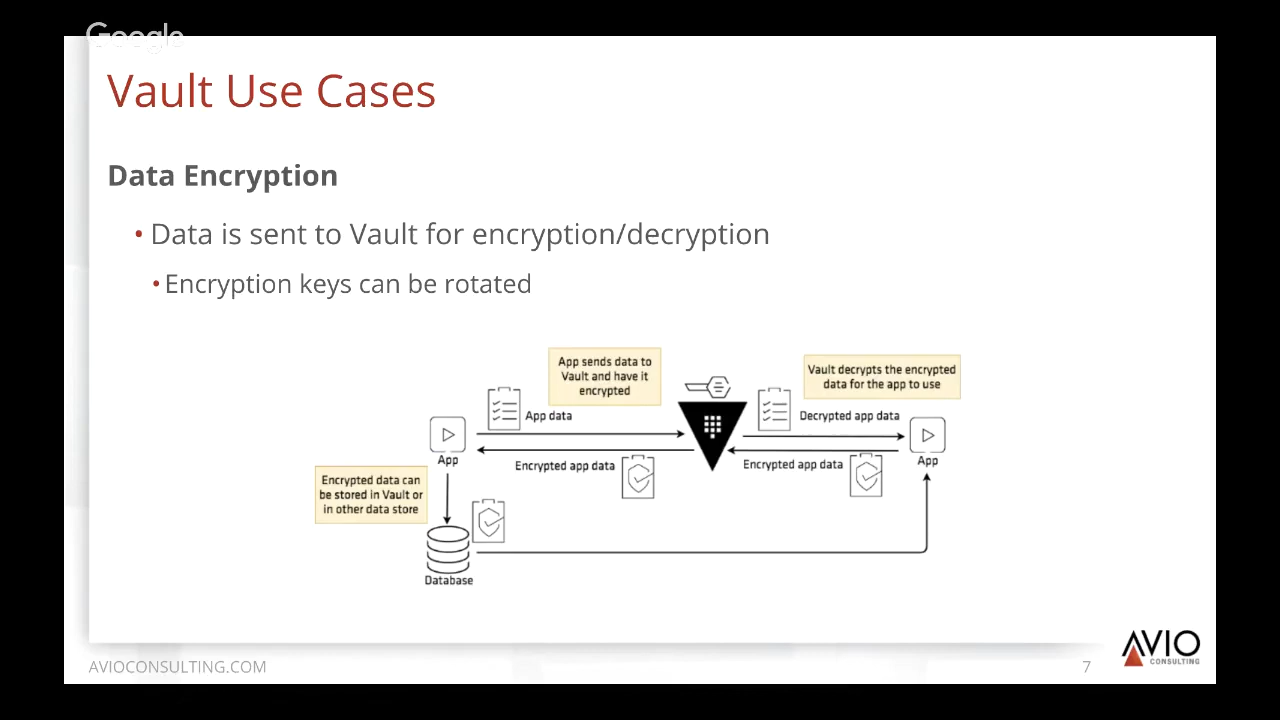 Google
Vault Use Cases
Data Encryption
• Data is sent to Vault for encryption/decryption
• Encryption keys can be rotated
App sends data to
Vault and have it
encrypted
Vault decrypts the encrypted
data for the app to use
App data
Decrypted app data
App
Encrypted app data
Encrypted app data
App
Encrypted data can
be stored in Vault or
in other data store
Database
AVIOCONSULTING.COM
7
AVIO
CONSULTING